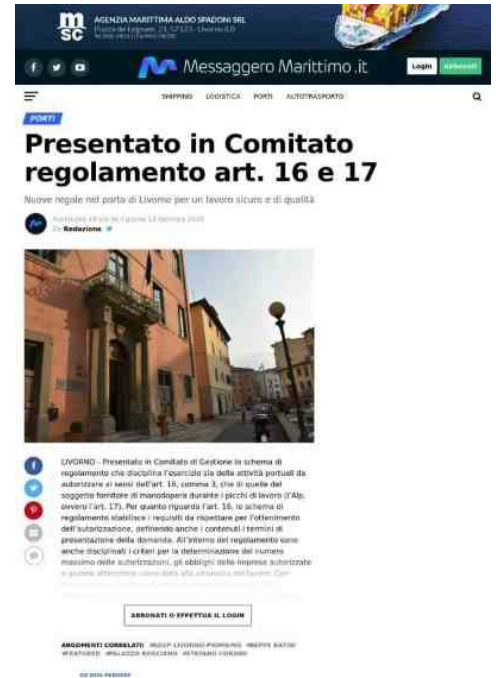 msc
AGENZIA MARITTIMA ALDO SPADONI SRL
Messaggero Marittimo.it
Login
Abbonati
SHIPPING LOGISTICA PORTI AUTOTRASPORTO
PORTI
Presentato in Comitato
regolamento art. 16 e 17
Nuove regole nel porto di Livorno per un lavoro sicuro e di qualità
Redazione
LIVORNO - Presentato in Comitato di Gestione lo schema di
regolamento che disciplina l'esercizio sia delle attività portuali da
autorizzare ai sensi dell'art. 16, comma 3, che di quelle del
soggetto fornitore di manodopera durante i picchi di lavoro (l'Alp,
ovvero l'art. 17). Per quanto riguarda l'art. 16, lo schema di
regolamento stabilisce i requisiti da rispettare per l'ottenimento
dell'autorizzazione, definendo anche i contenuti i termini di
presentazione della domanda. All'interno del regolamento sono
anche disciplinati i criteri per la determinazione del numero
massimo delle autorizzazioni, gli obblighi delle imprese autorizzate
ABBONATI O EFFETTUA IL LOGIN
ARGOMENTI CORRELATI